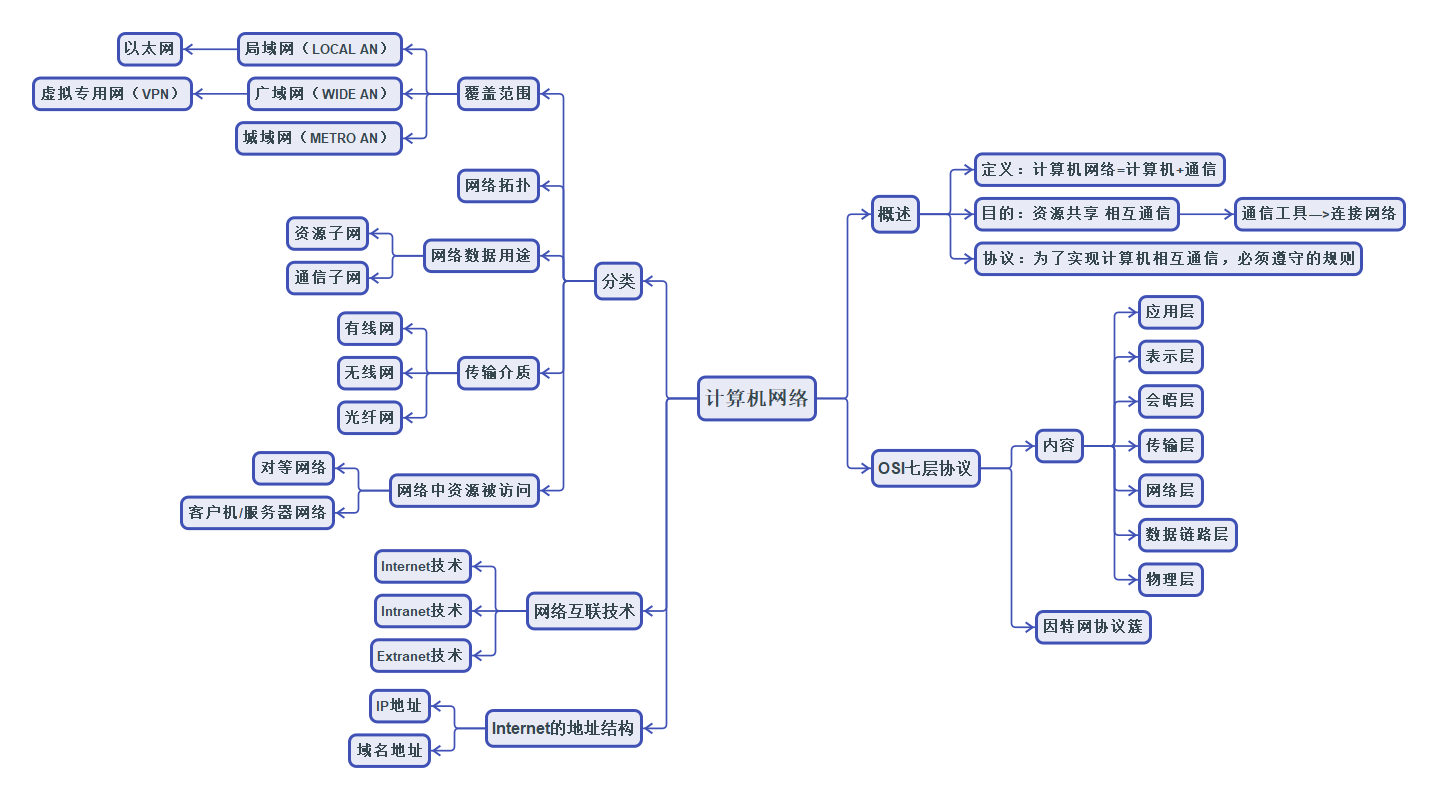 计算机网络
概述
定义：计算机网络=计算机+通信
目的：资源共享 相互通信
通信工具—>连接网络
协议：为了实现计算机相互通信，必须遵守的规则
OSI七层协议
内容
应用层
表示层
会晤层
传输层
网络层
数据链路层
物理层
因特网协议簇
分类
覆盖范围
局域网（LOCAL AN）
以太网
广域网（WIDE AN）
虚拟专用网（VPN）
城域网（METRO AN）
网络拓扑
网络数据用途
资源子网
通信子网
传输介质
有线网
无线网
光纤网
网络中资源被访问
对等网络
客户机/服务器网络
网络互联技术
Internet技术
Intranet技术
Extranet技术
Internet的地址结构
IP地址
域名地址